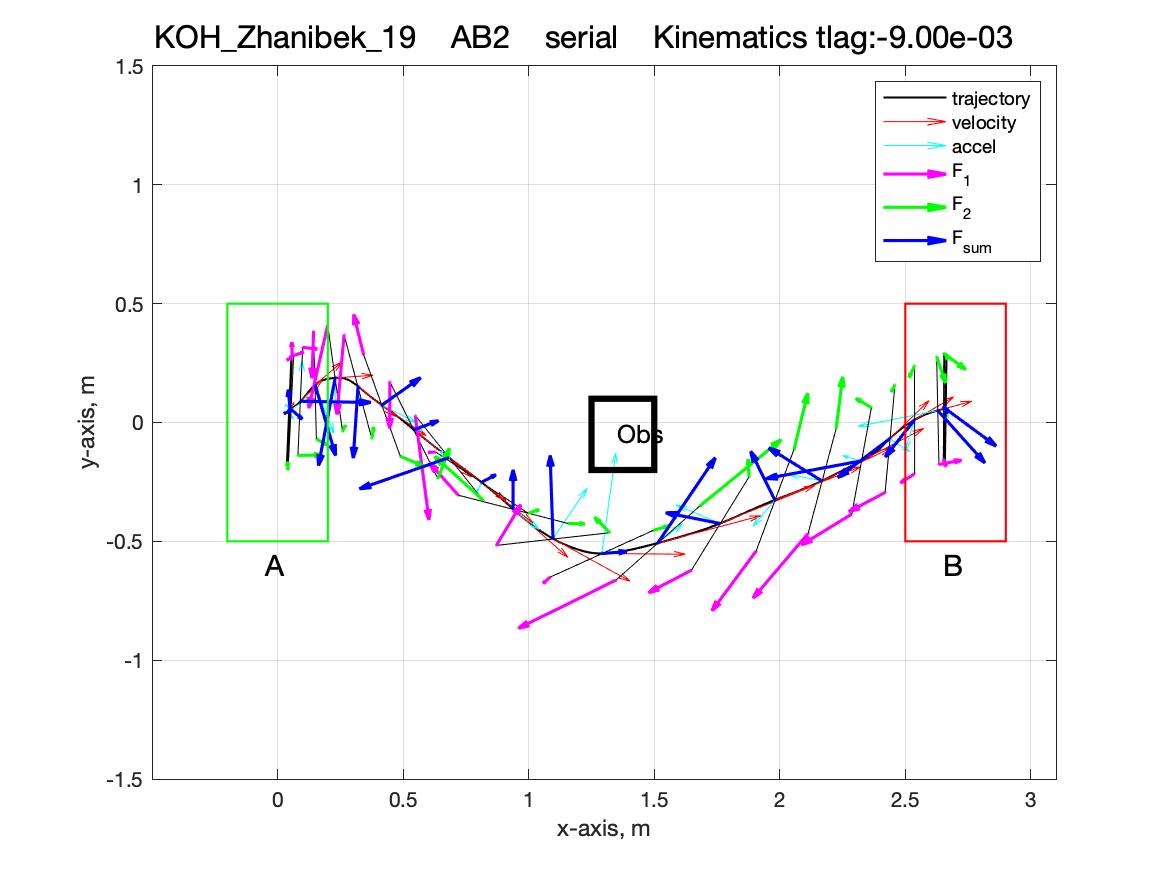 KOH_Zhanibek_19 AB2 serial Kinematics tlag:-9.00e-03
1.5
1
0.5
0
-0.5
-1
-1.5
y-axis, m
trajectory
velocity
accel
F1
F2
Fsum
Obs
A
B
0 0.5 1 1.5 2 2.5 3
x-axis, m